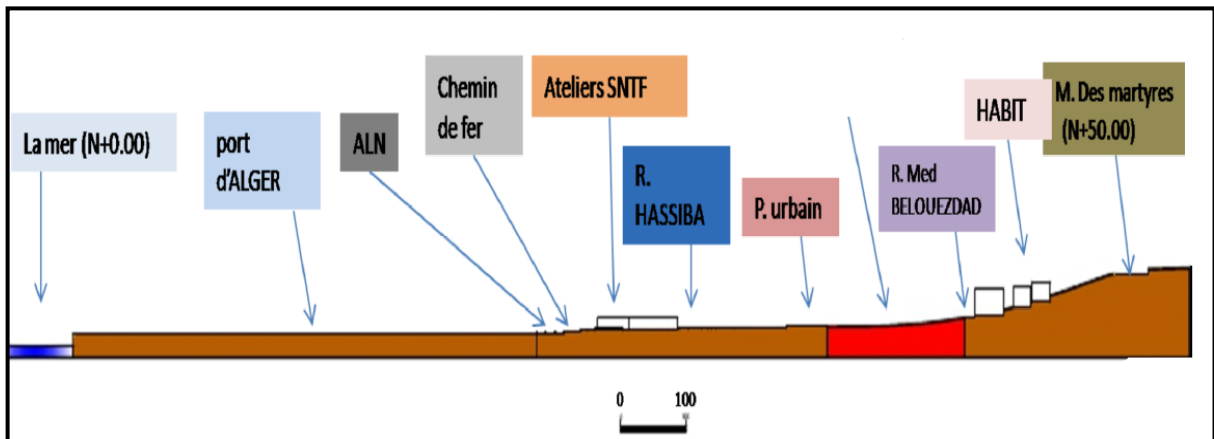 La mer (N+0.00)
port
d'ALGER
ALN
Chemin
de fer
Ateliers SNTF
R.
HASSIBA
P. urbain
R. Med
BELOUEZDAD
HABIT
M. Des martyres
(N+50.00)
0 100